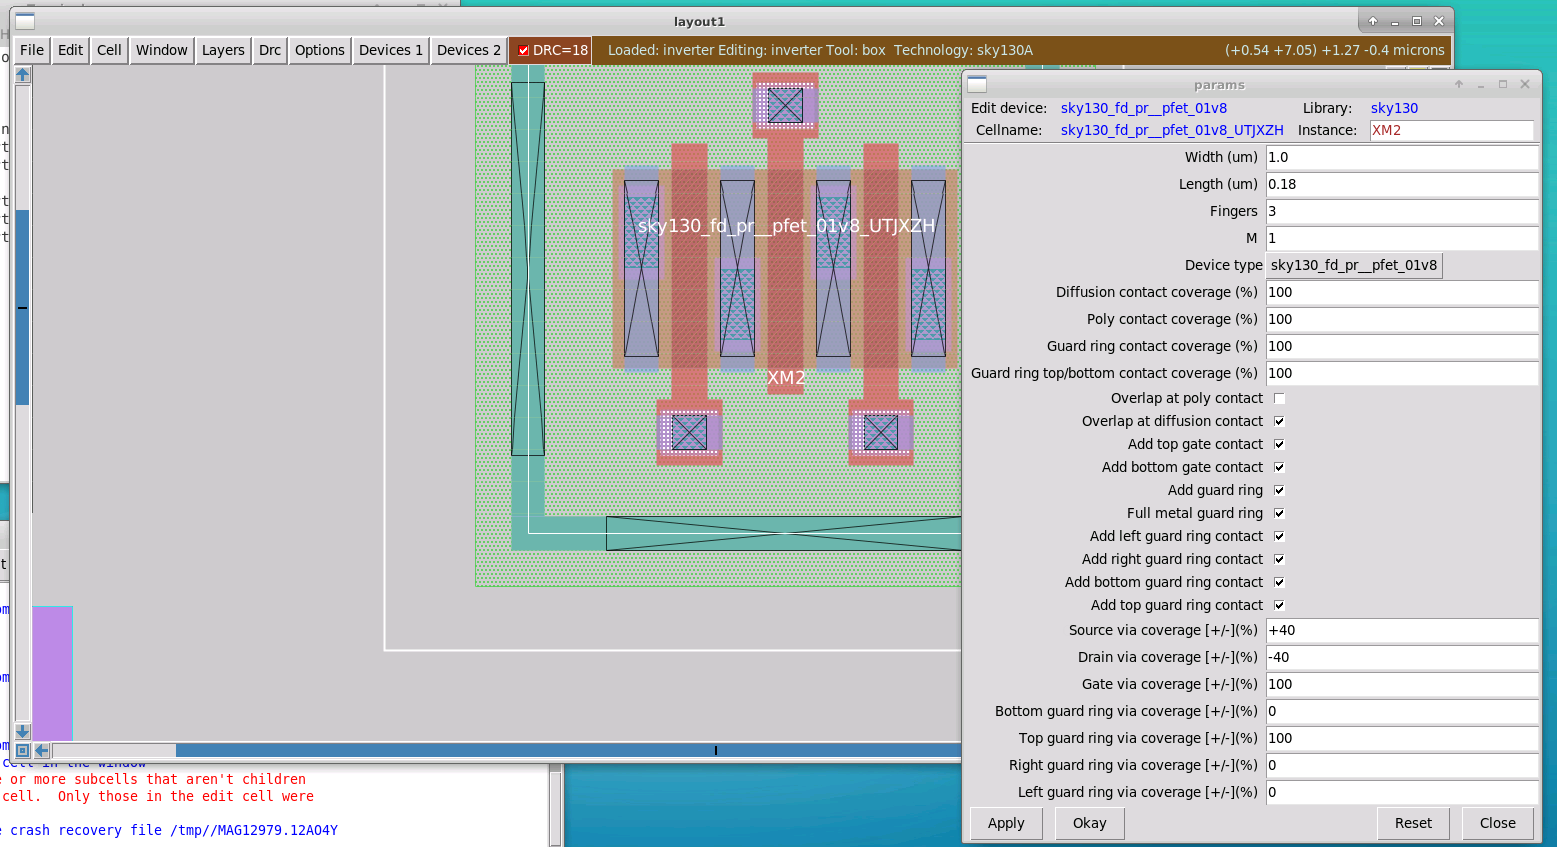 layout1
File Edit Cell Window Layers Drc Options Devices 1 Devices 2 DRC=18 Loaded: inverter Editing: inverter Tool: box Technology: sky130A (+0.54 +7.05) +1.27 -0.4 microns
sky130_fd_pr__pfet_01v8_UTJXZH
XM2
params
Edit device: sky130_fd_pr__pfet_01v8 Library: sky130
Cellname: sky130_fd_pr__pfet_01v8_UTJXZH Instance: XM2
Width (um) 1.0
Length (um) 0.18
Fingers 3
M 1
Device type sky130_fd_pr__pfet_01v8
Diffusion contact coverage (%) 100
Poly contact coverage (%) 100
Guard ring contact coverage (%) 100
Guard ring top/bottom contact coverage (%) 100
Overlap at poly contact
Overlap at diffusion contact
Add top gate contact
Add bottom gate contact
Add guard ring
Full metal guard ring
Add left guard ring contact
Add right guard ring contact
Add bottom guard ring contact
Add top guard ring contact
Source via coverage [+/-](%) +40
Drain via coverage [+/-](%) -40
Gate via coverage [+/-](%) 100
Bottom guard ring via coverage [+/-](%) 0
Top guard ring via coverage [+/-](%) 100
Right guard ring via coverage [+/-](%) 0
Left guard ring via coverage [+/-](%) 0
Apply Okay Reset Close
cell in the window
or more subcells that aren't children
cell. Only those in the edit cell were
crash recovery file /tmp//MAG12979.12AO4Y